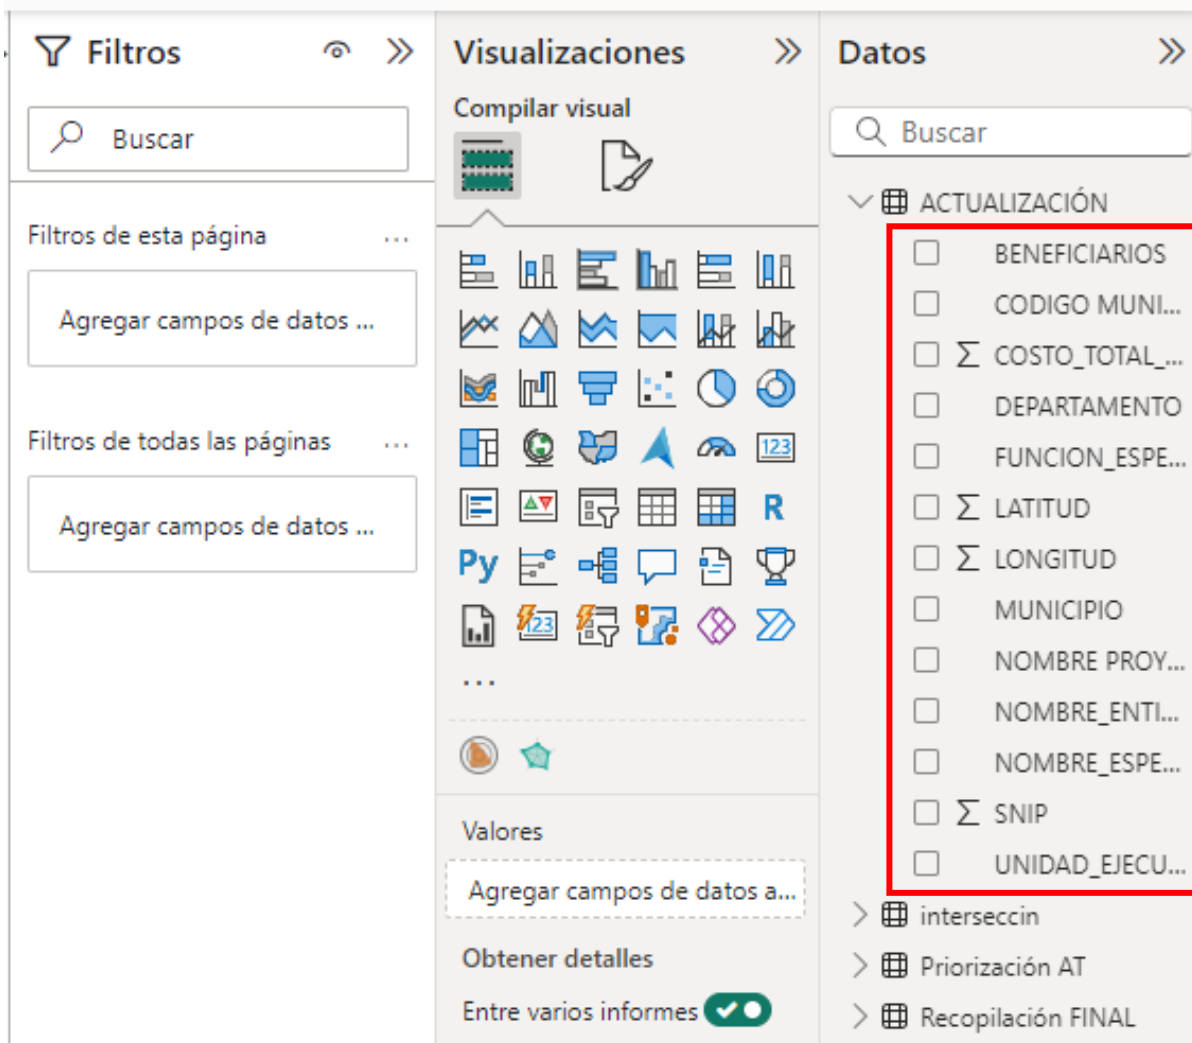 Filtros
Buscar
Filtros de esta página
...
Agregar campos de datos ...
Filtros de todas las páginas
...
Agregar campos de datos ...
Visualizaciones
Compilar visual
123
R
Py
123
...
Valores
Agregar campos de datos a...
Obtener detalles
Entre varios informes
Datos
Buscar
ACTUALIZACIÓN
BENEFICIARIOS
CODIGO MUNI...
∑ COSTO_TOTAL_...
DEPARTAMENTO
FUNCION_ESPE...
∑ LATITUD
∑ LONGITUD
MUNICIPIO
NOMBRE PROY...
NOMBRE_ENTI...
NOMBRE_ESPE...
∑ SNIP
UNIDAD_EJECU...
interseccin
Priorización AT
Recopilación FINAL